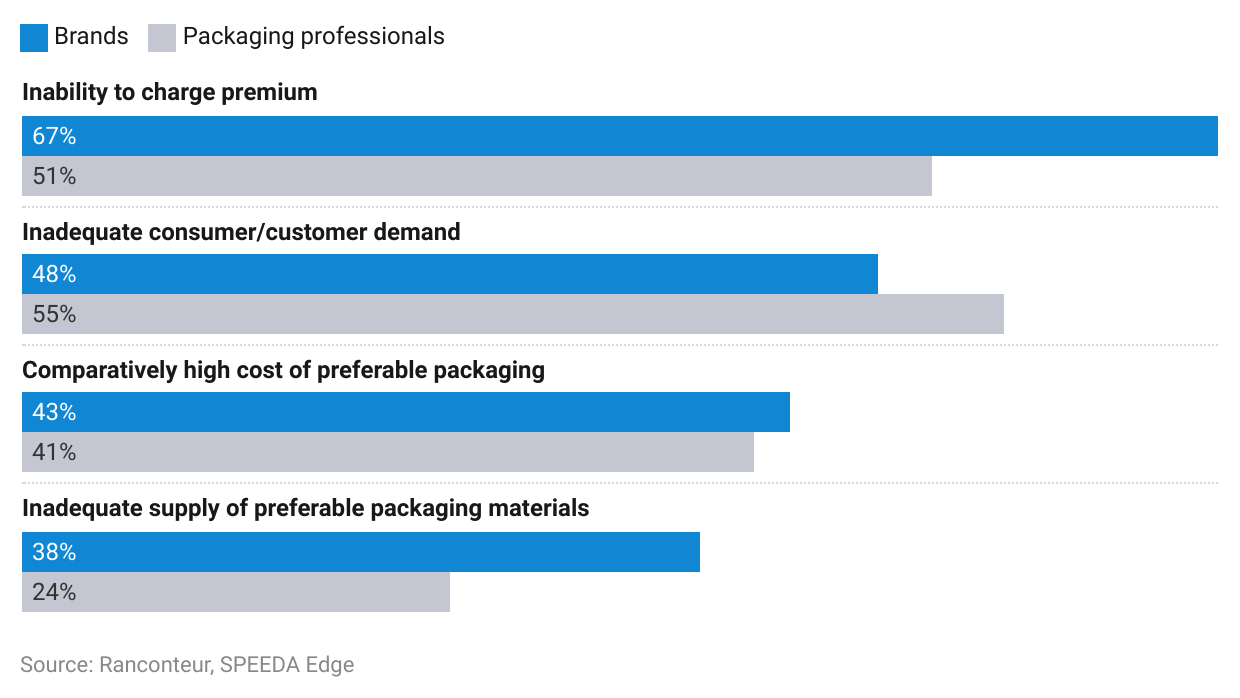 Brands Packaging professionals
Inability to charge premium
67%
51%
Inadequate consumer/customer demand
48%
55%
Comparatively high cost of preferable packaging
43%
41%
Inadequate supply of preferable packaging materials
38%
24%
Source: Ranconteur, SPEEDA Edge